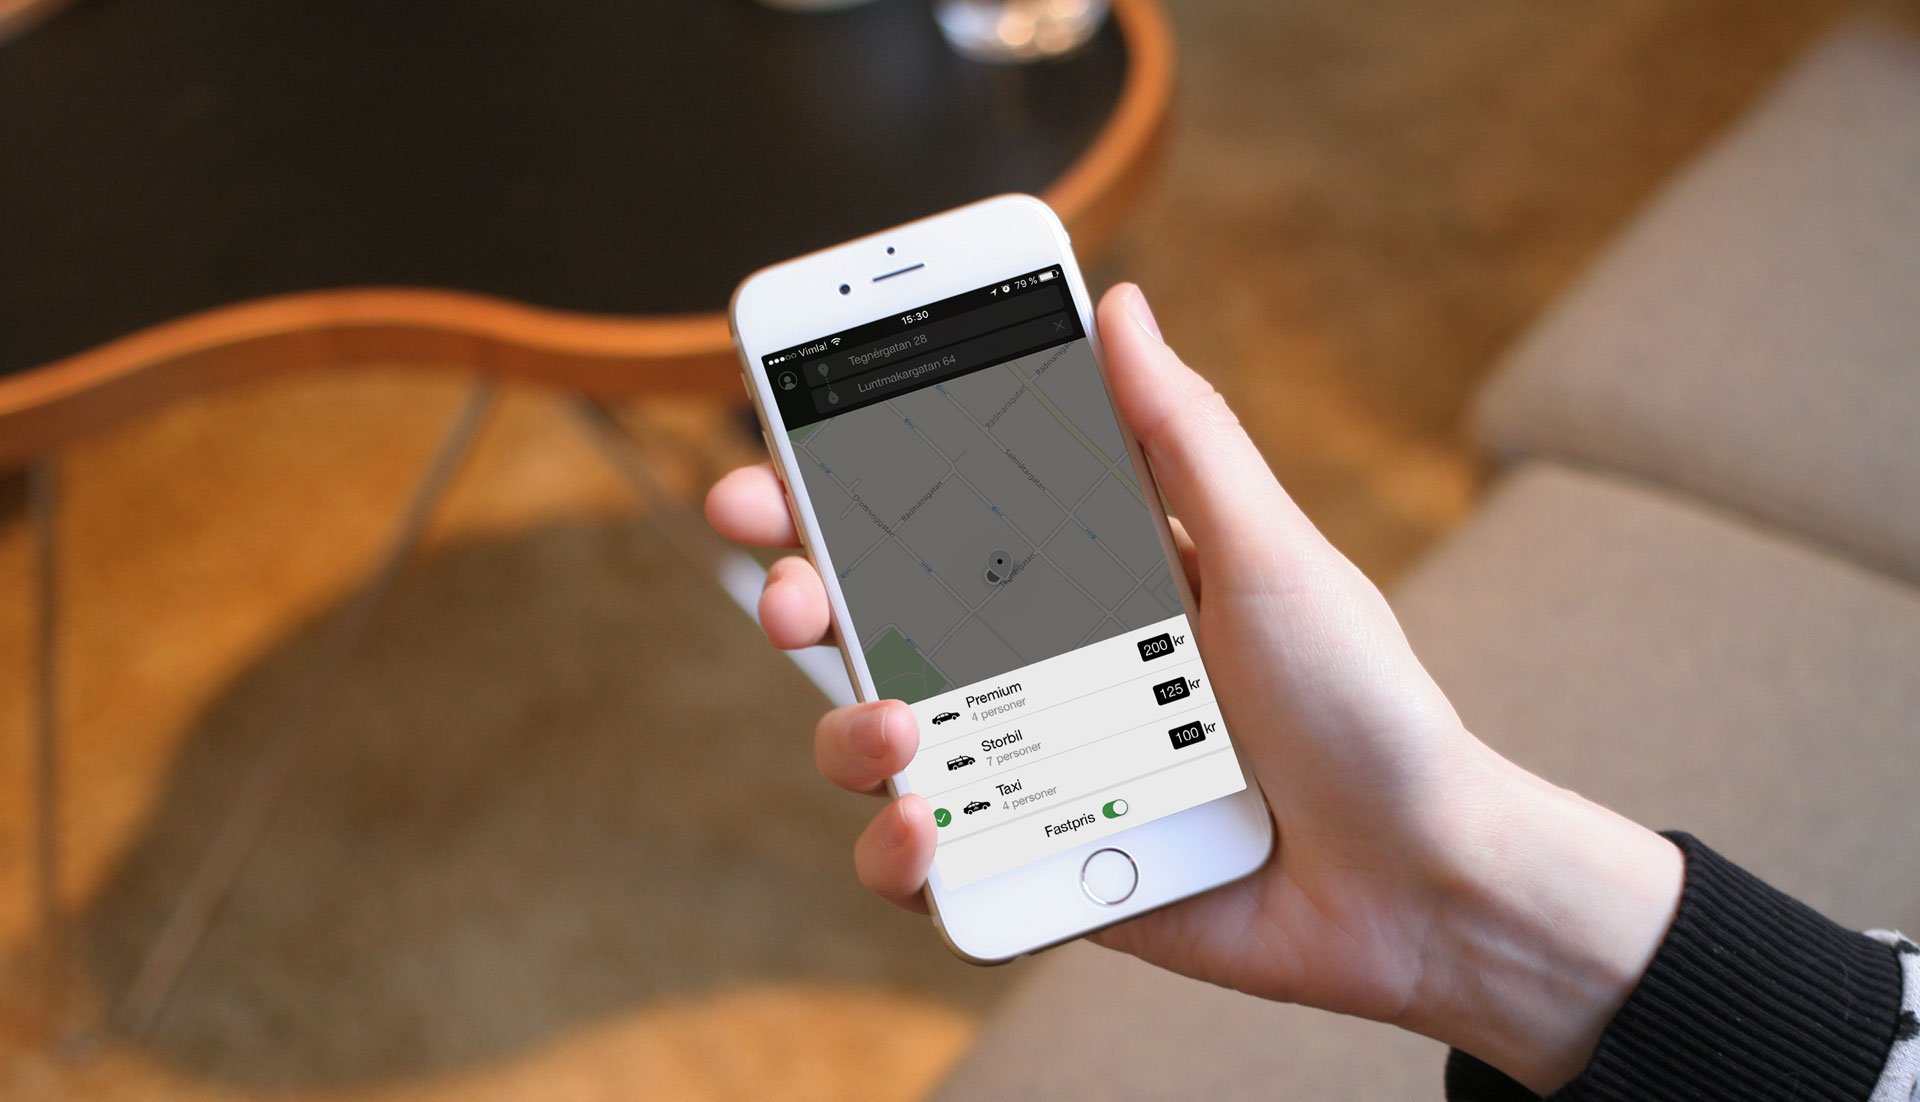 Vimla! 15:30 79 %
Tegnérgatan 28
Luntmakargatan 64
Rådmansgatan
Rådmansgatan
Saltmätargatan
Rådmansgatan
Drottninggatan
Tegnérgatan
Premium 200 kr
4 personer
Storbil 125 kr
7 personer
Taxi 100 kr
4 personer
Fastpris